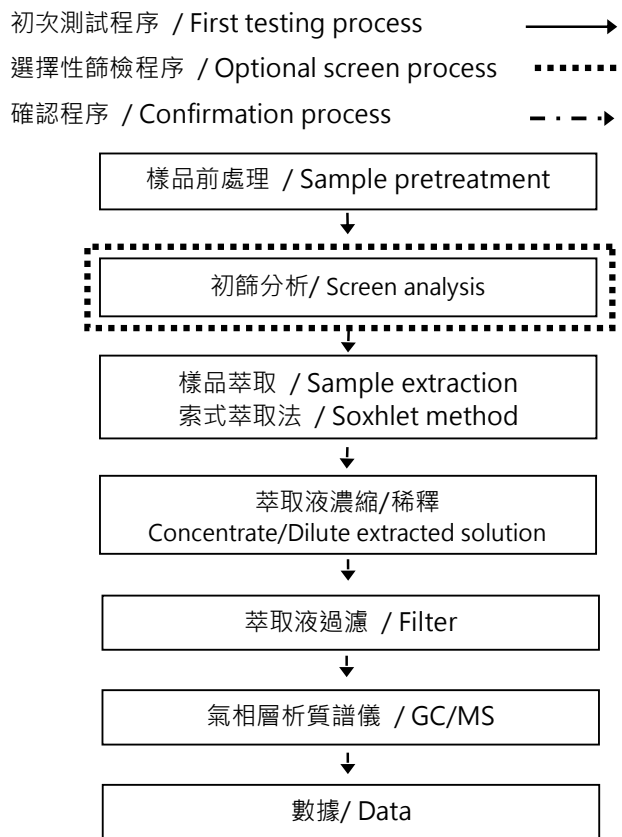 初次測試程序 / First testing process
選擇性篩檢程序 / Optional screen process
確認程序 / Confirmation process
樣品前處理 / Sample pretreatment
初篩分析/ Screen analysis
樣品萃取 / Sample extraction
索式萃取法 / Soxhlet method
萃取液濃縮/稀釋
Concentrate/Dilute extracted solution
萃取液過濾 / Filter
氣相層析質譜儀 / GC/MS
數據/ Data